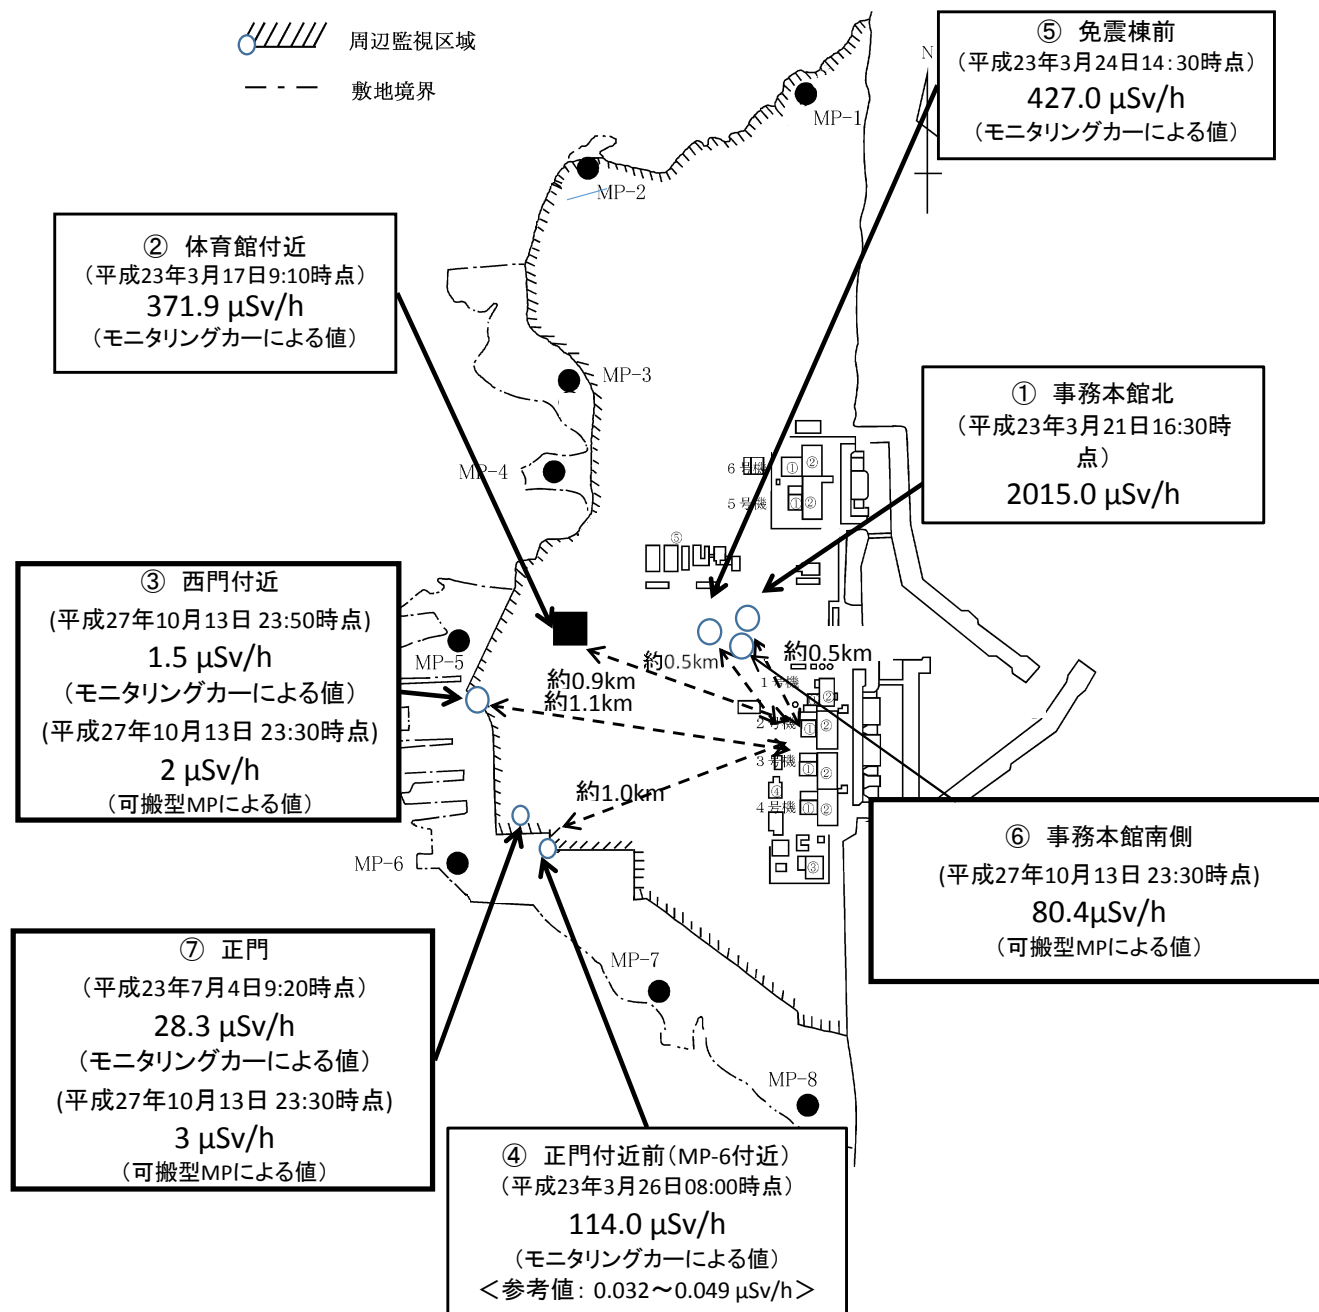 周辺監視区域
敷地境界
⑤ 免震棟前
（平成23年3月24日14:30時点）
427.0 μSv/h
（モニタリングカーによる値）
N
MP-1
MP-2
② 体育館付近
（平成23年3月17日9:10時点）
371.9 μSv/h
（モニタリングカーによる値）
MP-3
① 事務本館北
（平成23年3月21日16:30時
点）
2015.0 μSv/h
MP-4
6号機
① ②
5号機
① ②
⑤
③ 西門付近
(平成27年10月13日 23:50時点)
1.5 μSv/h
（モニタリングカーによる値）
(平成27年10月13日 23:30時点)
2 μSv/h
（可搬型MPによる値）
MP-5
約0.5km
約0.5km
約0.9km
約1.1km
1号機
②
2号機
① ②
3号機
① ②
④
4号機
① ②
約1.0km
③
MP-6
⑥ 事務本館南側
(平成27年10月13日 23:30時点)
80.4μSv/h
（可搬型MPによる値）
⑦ 正門
（平成23年7月4日9:20時点）
28.3 μSv/h
（モニタリングカーによる値）
(平成27年10月13日 23:30時点)
3 μSv/h
（可搬型MPによる値）
MP-7
MP-8
④ 正門付近前（MP-6付近）
（平成23年3月26日08:00時点）
114.0 μSv/h
（モニタリングカーによる値）
＜参考値: 0.032～0.049 μSv/h＞